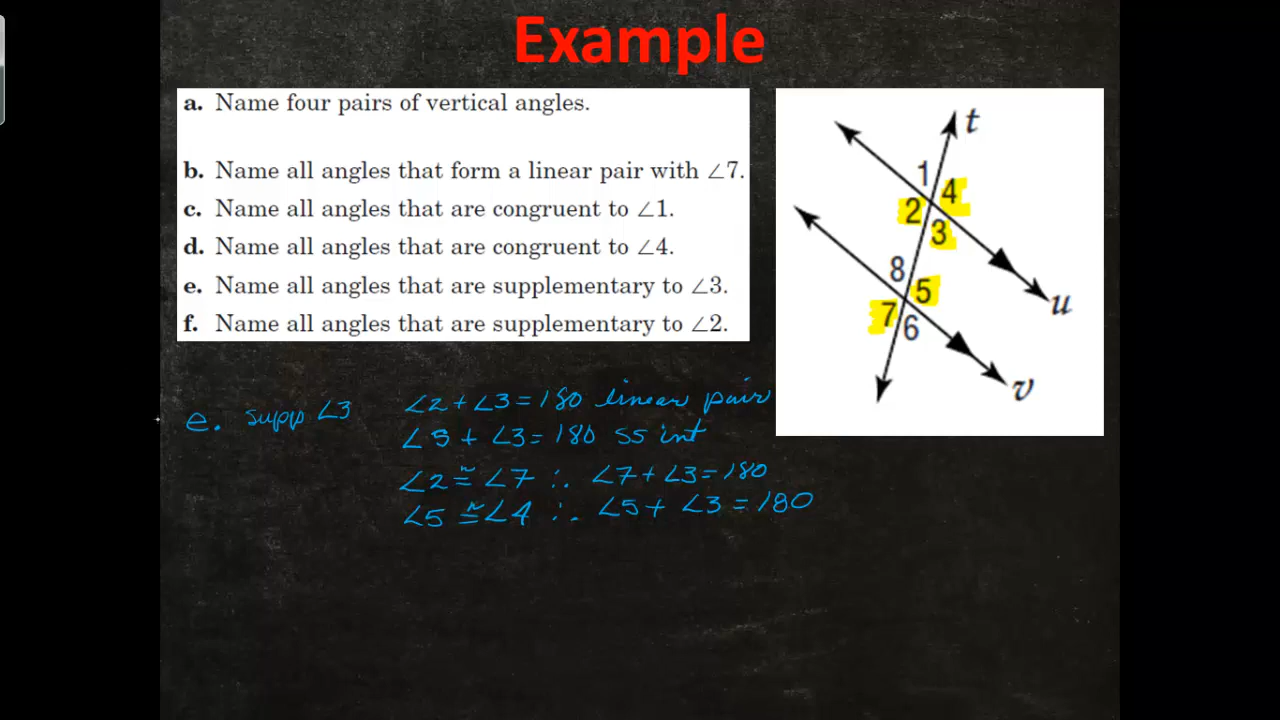 Example
a. Name four pairs of vertical angles.
b. Name all angles that form a linear pair with ∠7.
c. Name all angles that are congruent to ∠1.
d. Name all angles that are congruent to ∠4.
e. Name all angles that are supplementary to ∠3.
f. Name all angles that are supplementary to ∠2.
t
1
4
2
3
8
5
7
6
u
v
e. supp ∠3
∠2 + ∠3 = 180 linear pair
∠5 + ∠3 = 180 SS int
∠2 ≅ ∠7 ∴ ∠7 + ∠3 = 180
∠5 ≅ ∠4 ∴ ∠5 + ∠3 = 180